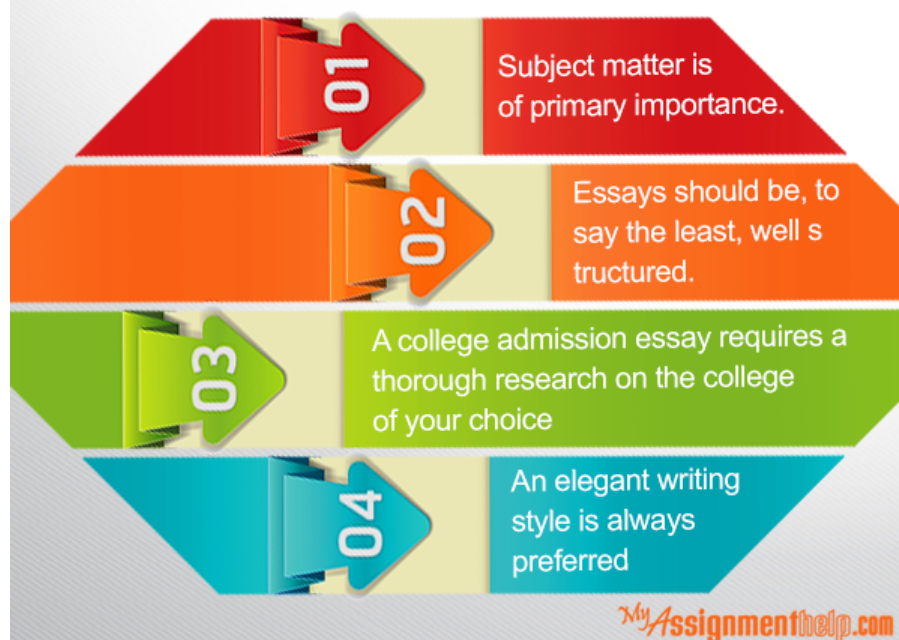 01
Subject matter is
of primary importance.
02
Essays should be, to
say the least, well s
tructured.
03
A college admission essay requires a
thorough research on the college
of your choice
04
An elegant writing
style is always
preferred
MyAssignmenthelp.com